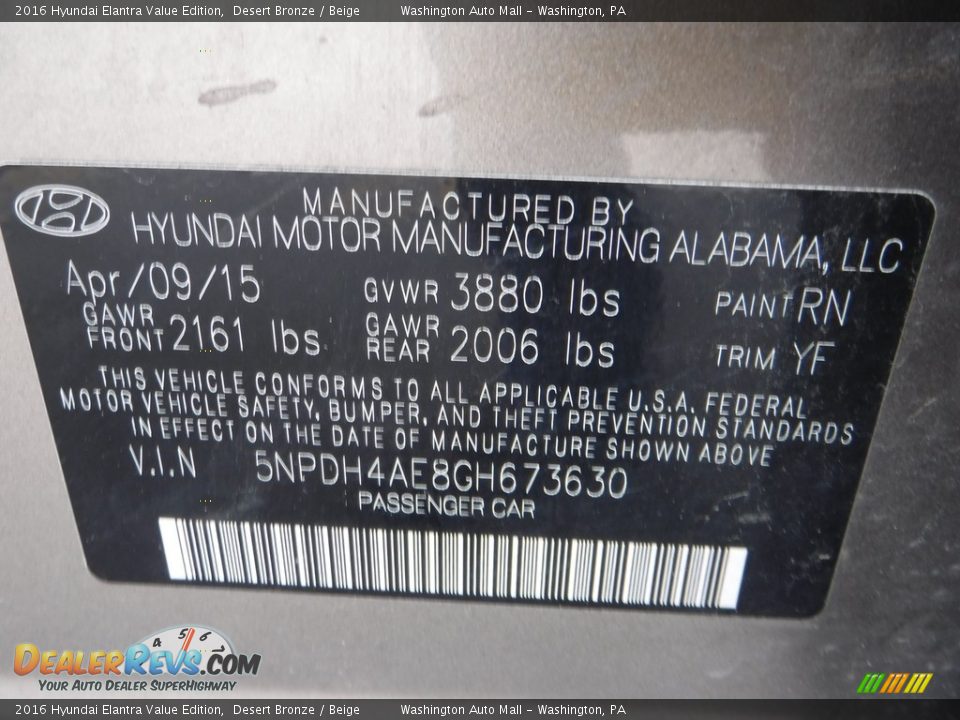 2016 Hyundai Elantra Value Edition, Desert Bronze / Beige Washington Auto Mall - Washington, PA
MANUFACTURED BY
HYUNDAI MOTOR MANUFACTURING ALABAMA, LLC
Apr/09/15 GVWR 3880 lbs PAINT RN
GAWR FRONT 2161 lbs GAWR REAR 2006 lbs TRIM YF
THIS VEHICLE CONFORMS TO ALL APPLICABLE U.S.A. FEDERAL
MOTOR VEHICLE SAFETY, BUMPER, AND THEFT PREVENTION STANDARDS
IN EFFECT ON THE DATE OF MANUFACTURE SHOWN ABOVE
V.I.N 5NPDH4AE8GH673630
PASSENGER CAR
4 5 6
DEALERREVS.COM
YOUR AUTO DEALER SUPERHIGHWAY
2016 Hyundai Elantra Value Edition, Desert Bronze / Beige Washington Auto Mall - Washington, PA